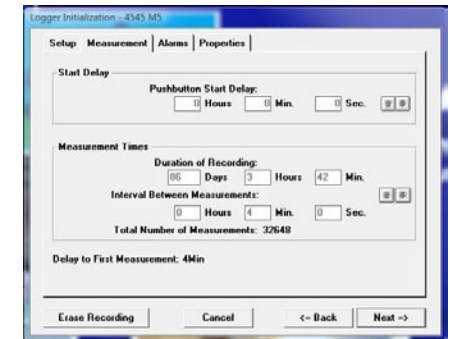 Logger Initialization - 4545 M5
Setup Measurement Alarms Properties
Start Delay
Pushbutton Start Delay:
0 Hours 0 Min. 0 Sec.
Measurement Times
Duration of Recording:
86 Days 3 Hours 42 Min.
Interval Between Measurements:
0 Hours 4 Min. 0 Sec.
Total Number of Measurements: 32648
Delay to First Measurement: 4Min
Erase Recording Cancel <- Back Next ->